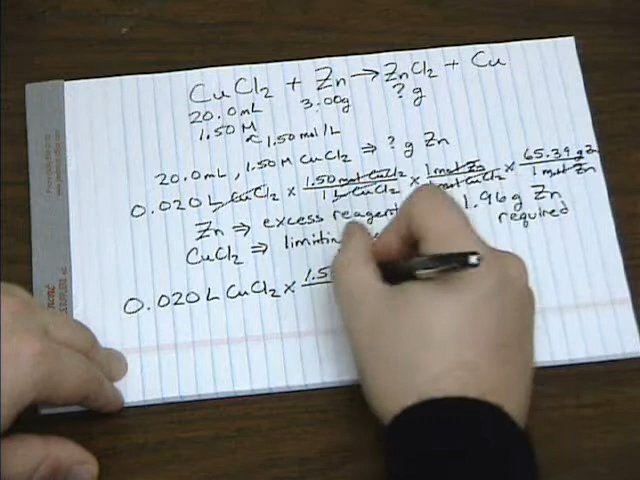 CuCl₂ + Zn → ZnCl₂ + Cu
20.0 mL 3.00g ? g
1.50 M
1.50 mol/L
20.0 mL, 1.50 M CuCl₂ ⇒ ? g Zn
0.020 L CuCl₂ × 1.50 mol CuCl₂ / 1 L CuCl₂ × 1 mol Zn / 1 mol CuCl₂ × 65.39 g Zn / 1 mol Zn
Zn ⇒ excess reagent 1.96 g Zn
CuCl₂ ⇒ required
0.020 L CuCl₂ × 1.5